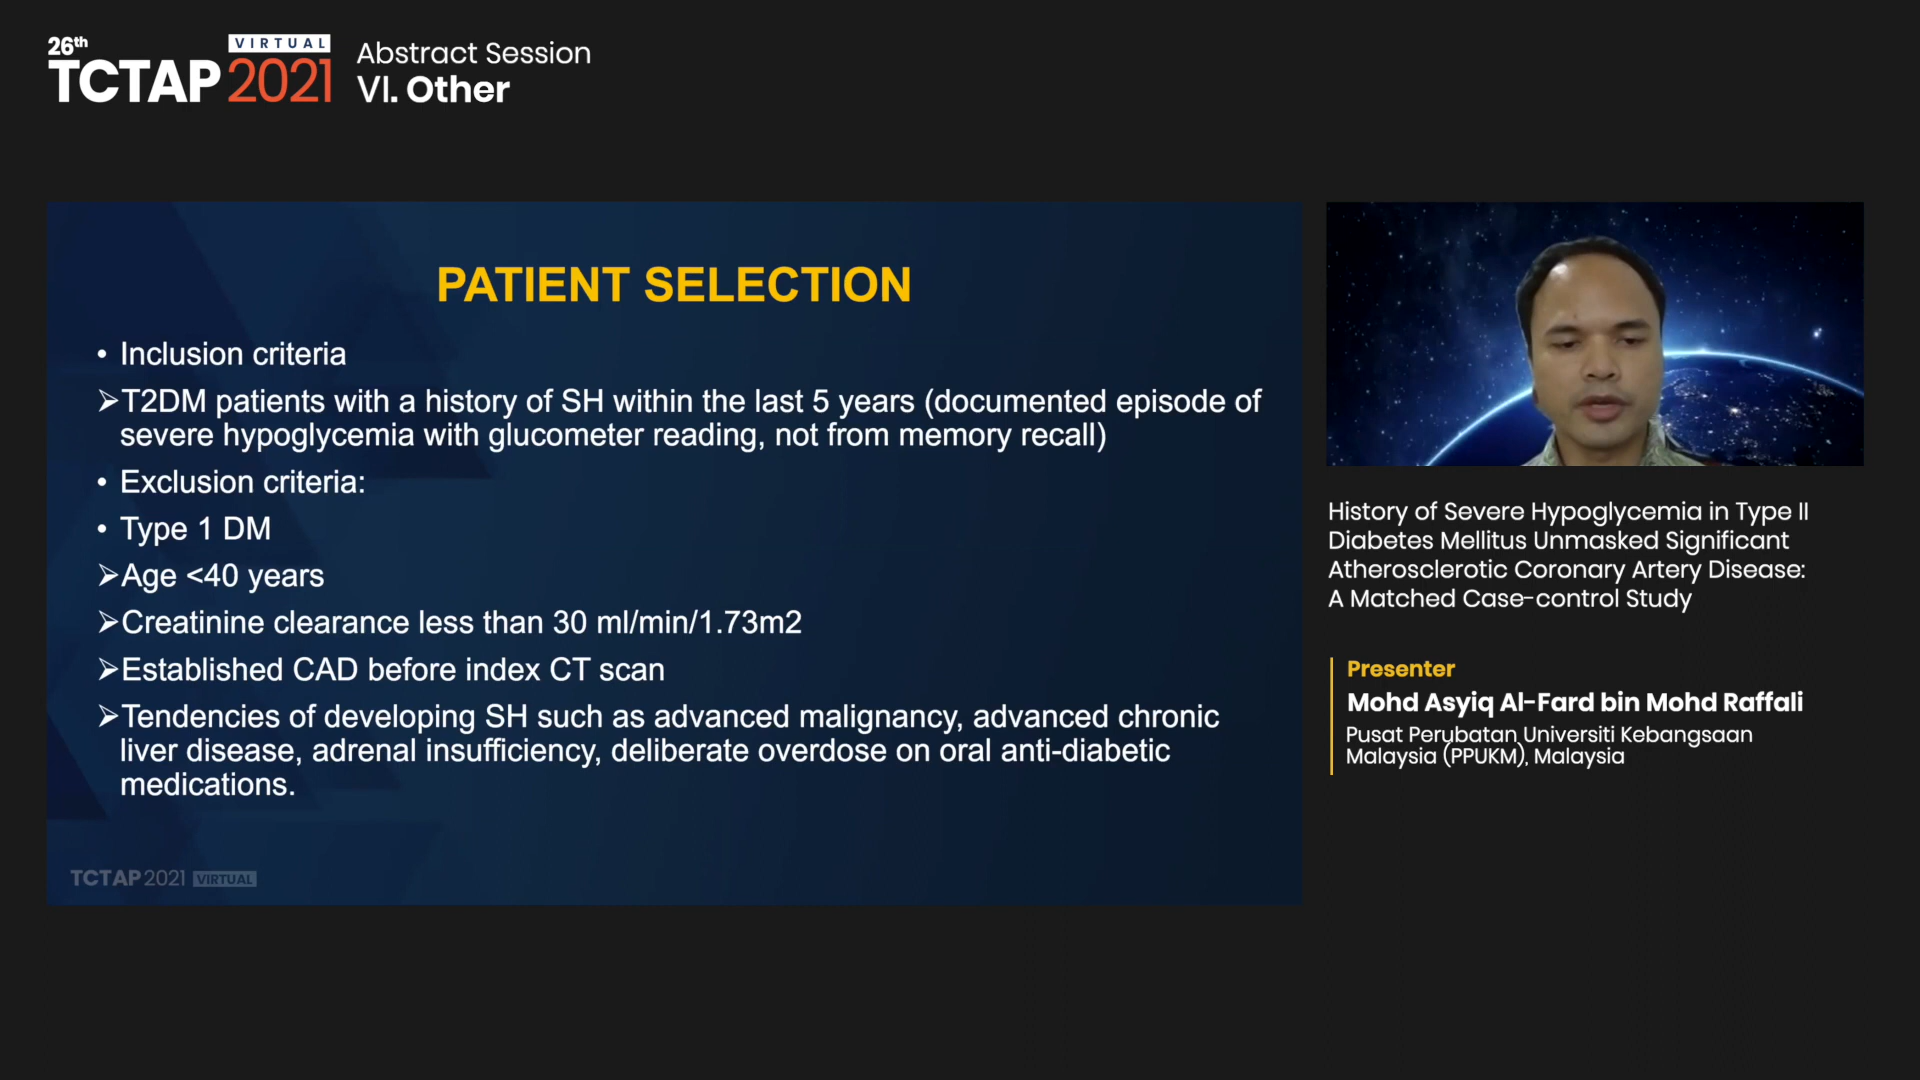 26th
VIRTUAL
TCTAP 2021
Abstract Session
VI. Other
PATIENT SELECTION
• Inclusion criteria
➢T2DM patients with a history of SH within the last 5 years (documented episode of
severe hypoglycemia with glucometer reading, not from memory recall)
• Exclusion criteria:
• Type 1 DM
➢Age <40 years
➢Creatinine clearance less than 30 ml/min/1.73m2
➢Established CAD before index CT scan
➢Tendencies of developing SH such as advanced malignancy, advanced chronic
liver disease, adrenal insufficiency, deliberate overdose on oral anti-diabetic
medications.
TCTAP 2021 VIRTUAL
History of Severe Hypoglycemia in Type II
Diabetes Mellitus Unmasked Significant
Atherosclerotic Coronary Artery Disease:
A Matched Case-control Study
Presenter
Mohd Asyiq Al-Fard bin Mohd Raffali
Pusat Perubatan Universiti Kebangsaan
Malaysia (PPUKM), Malaysia